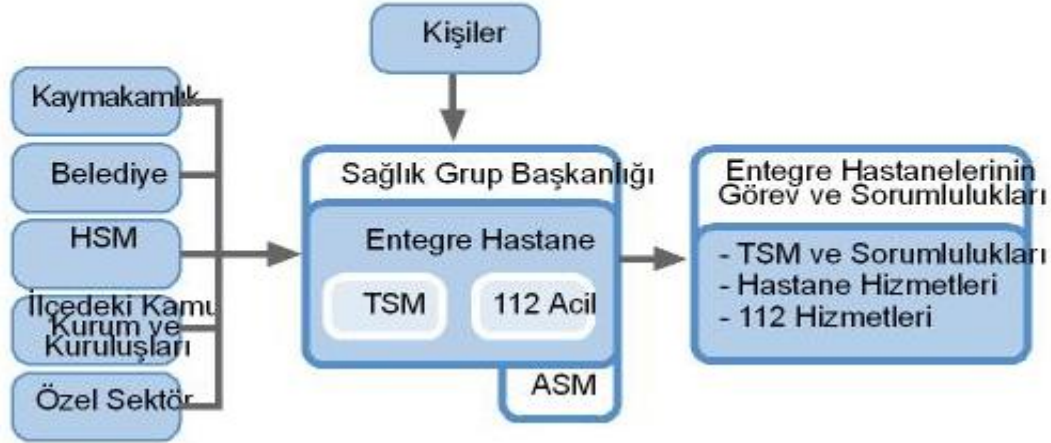 Kişiler
Kaymakamlık
Belediye
HSM
İlçedeki Kamu
Kurum ve
Kuruluşları
Özel Sektör
Sağlık Grup Başkanlığı
Entegre Hastane
TSM
112 Acil
ASM
Entegre Hastanelerinin
Görev ve Sorumlulukları
- TSM ve Sorumlulukları
- Hastane Hizmetleri
- 112 Hizmetleri